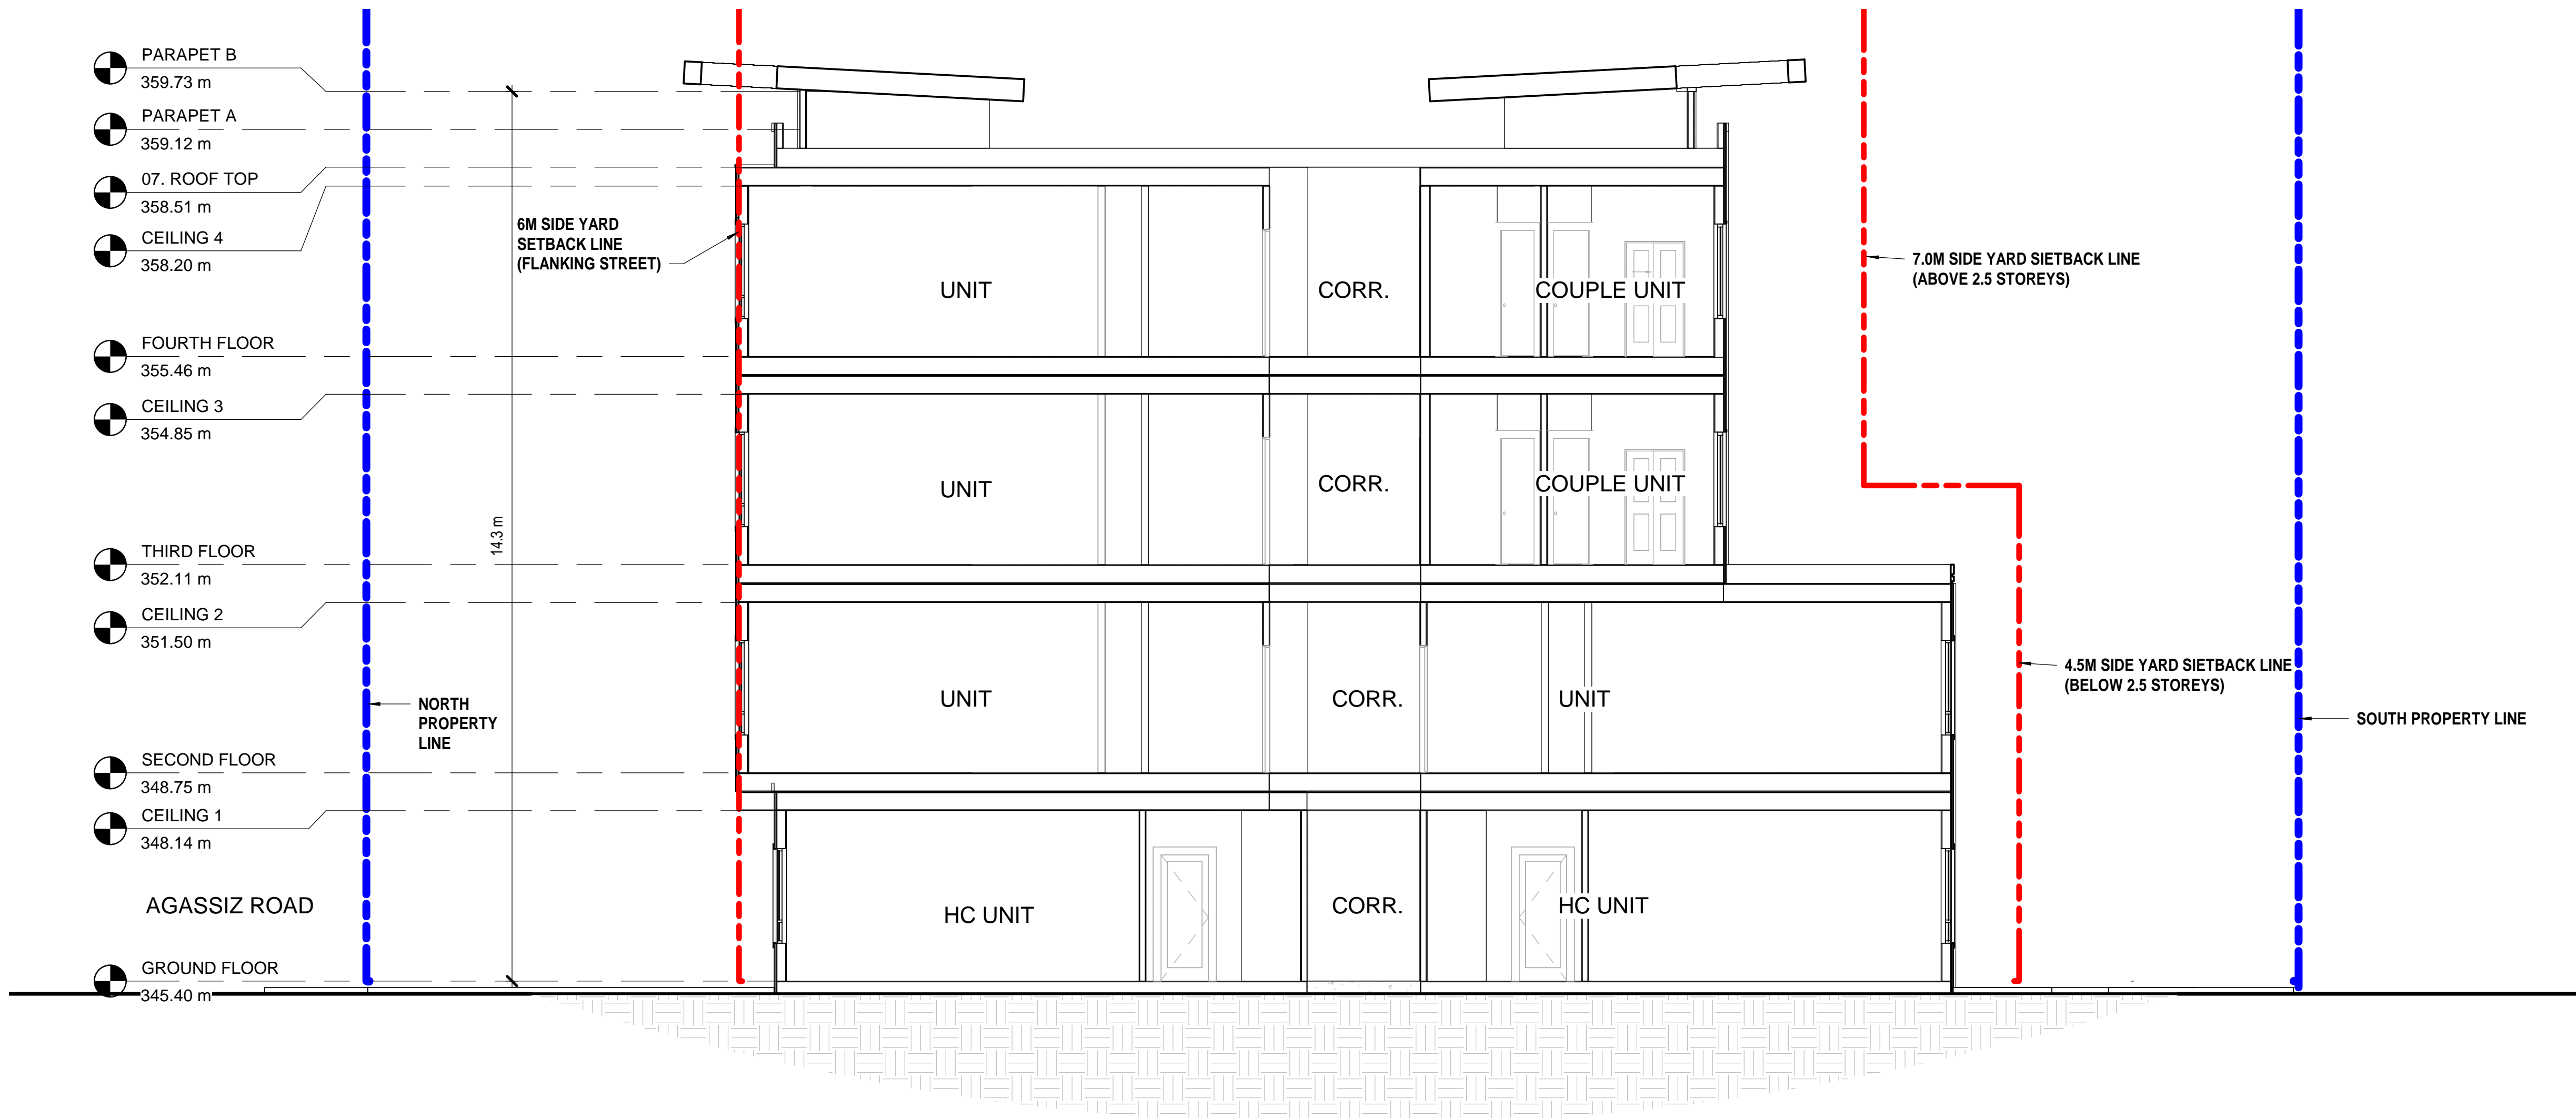 PARAPET B
359.73 m
PARAPET A
359.12 m
07. ROOF TOP
358.51 m
CEILING 4
358.20 m
FOURTH FLOOR
355.46 m
CEILING 3
354.85 m
THIRD FLOOR
352.11 m
CEILING 2
351.50 m
SECOND FLOOR
348.75 m
CEILING 1
348.14 m
AGASSIZ ROAD
GROUND FLOOR
345.40 m
NORTH
PROPERTY
LINE
14.3 m
6M SIDE YARD
SETBACK LINE
(FLANKING STREET)
UNIT
CORR.
COUPLE UNIT
UNIT
CORR.
COUPLE UNIT
UNIT
CORR.
UNIT
HC UNIT
CORR.
HC UNIT
7.0M SIDE YARD SIETBACK LINE
(ABOVE 2.5 STOREYS)
4.5M SIDE YARD SIETBACK LINE
(BELOW 2.5 STOREYS)
SOUTH PROPERTY LINE